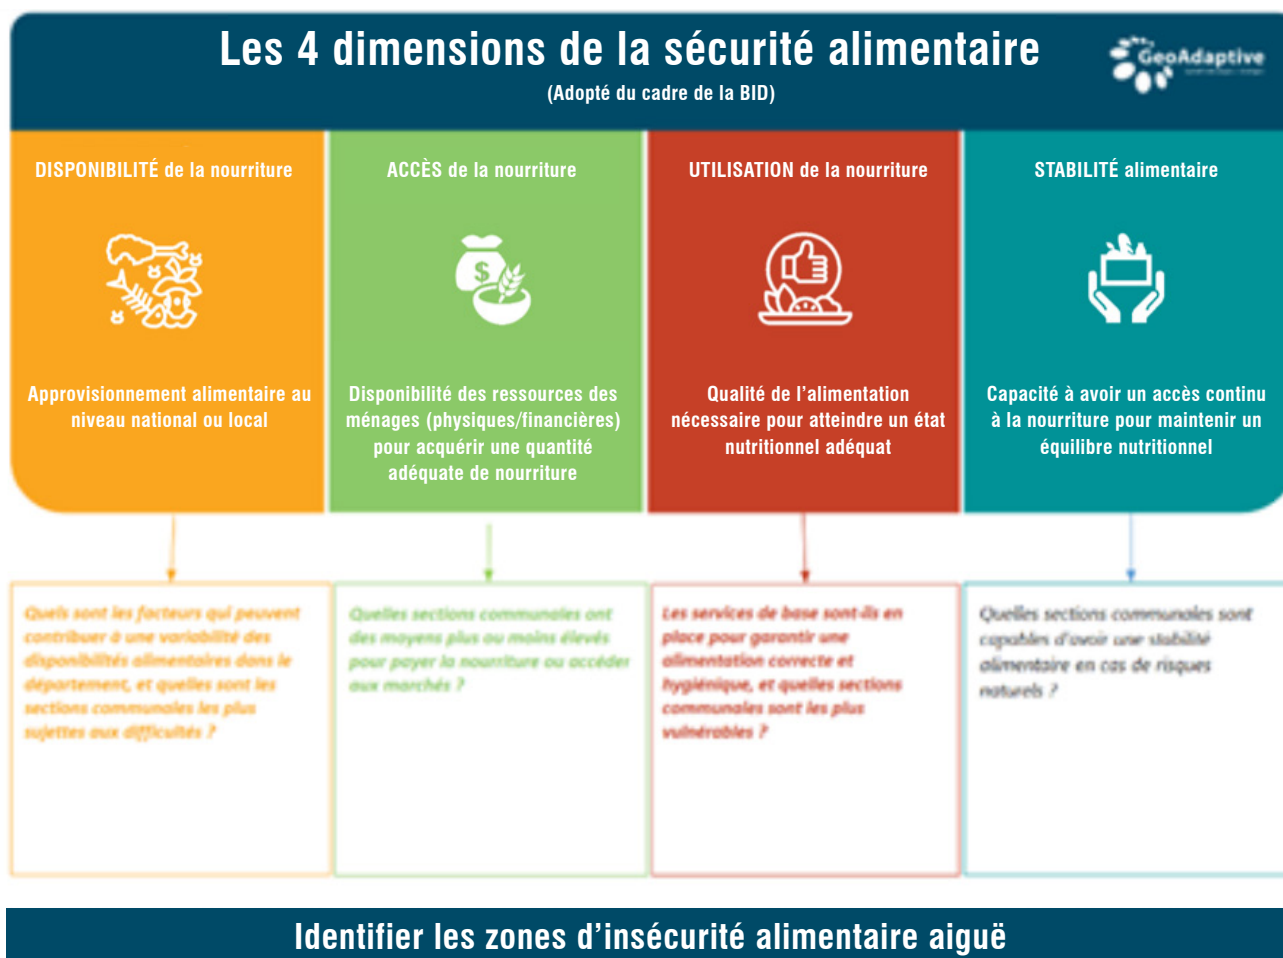 Les 4 dimensions de la sécurité alimentaire
(Adopté du cadre de la BID)
GeoAdaptive
DISPONIBILITÉ de la nourriture
Approvisionnement alimentaire au
niveau national ou local
ACCÈS de la nourriture
$
Disponibilité des ressources des
ménages (physiques/financières)
pour acquérir une quantité
adéquate de nourriture
UTILISATION de la nourriture
Qualité de l’alimentation
nécessaire pour atteindre un état
nutritionnel adéquat
STABILITÉ alimentaire
Capacité à avoir un accès continu
à la nourriture pour maintenir un
équilibre nutritionnel
Quels sont les facteurs qui peuvent
contribuer à une variabilité des
disponibilités alimentaires dans le
département, et quelles sont les
sections communales les plus
sujettes aux difficultés ?
Quelles sections communales ont
des moyens plus ou moins élevés
pour payer la nourriture ou accéder
aux marchés ?
Les services de base sont-ils en
place pour garantir une
alimentation correcte et
hygiénique, et quelles sections
communales sont les plus
vulnérables ?
Quelles sections communales sont
capables d'avoir une stabilité
alimentaire en cas de risques
naturels ?
Identifier les zones d’insécurité alimentaire aiguë